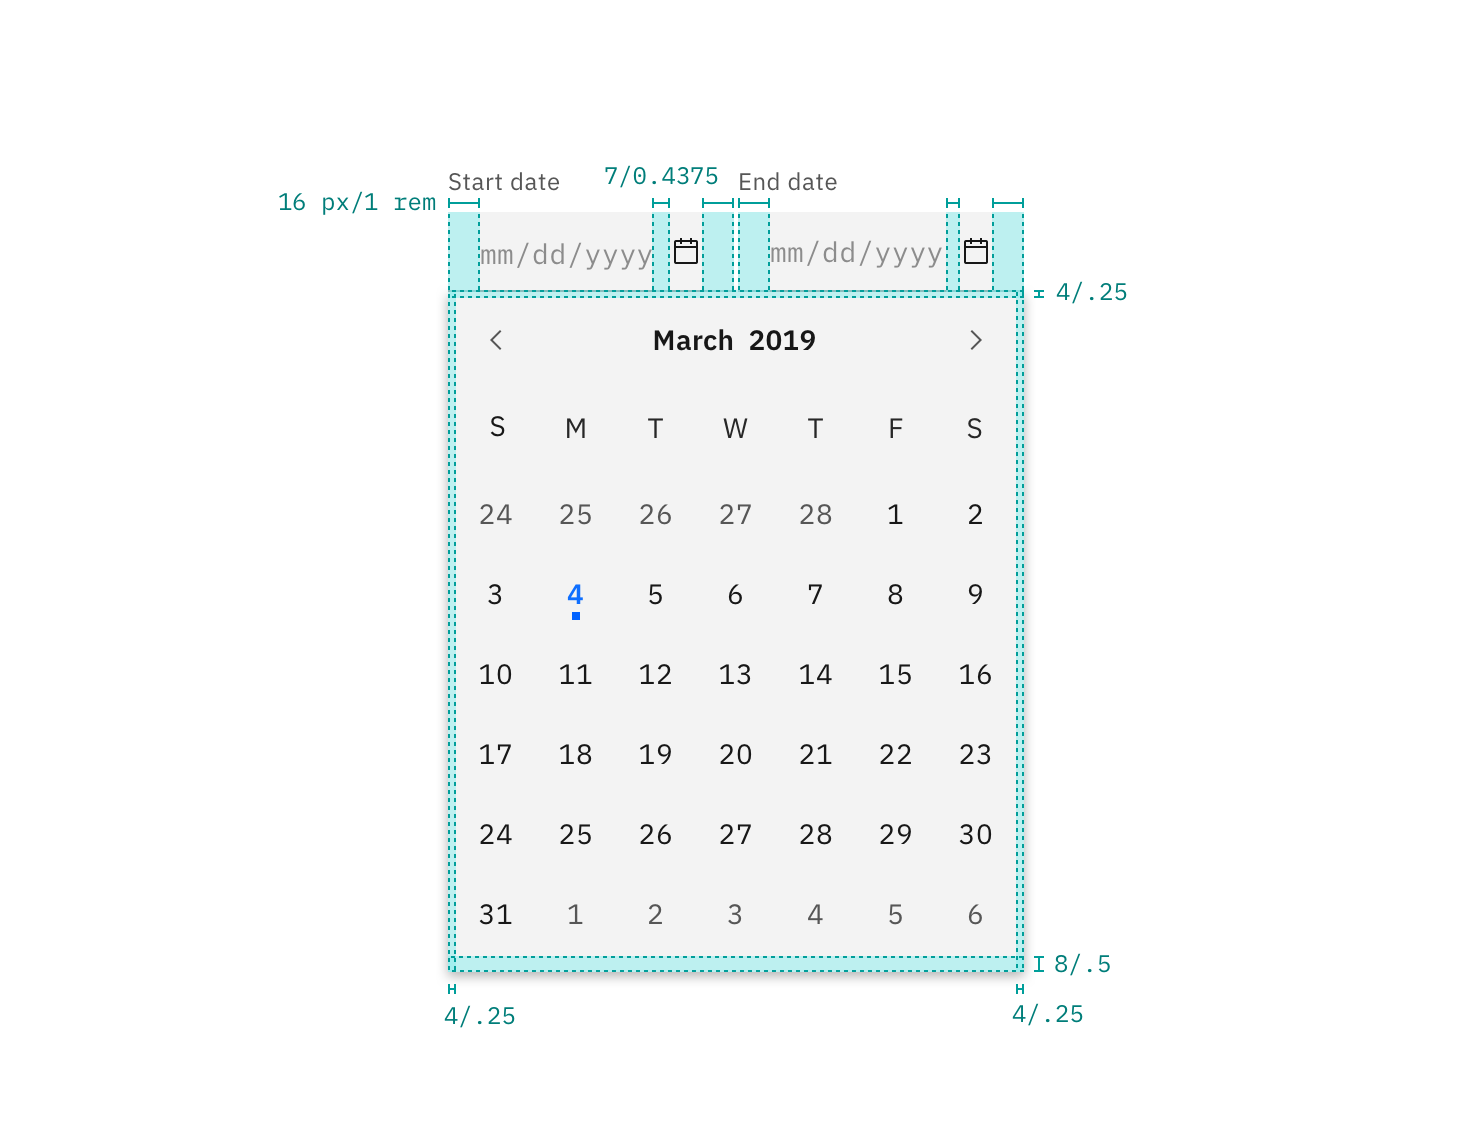 Start date 7/0.4375 End date
16 px/1 rem
mm/dd/yyyy mm/dd/yyyy
4/.25
March 2019
S M T W T F S
24 25 26 27 28 1 2
3 4 5 6 7 8 9
10 11 12 13 14 15 16
17 18 19 20 21 22 23
24 25 26 27 28 29 30
31 1 2 3 4 5 6
8/.5
4/.25 4/.25